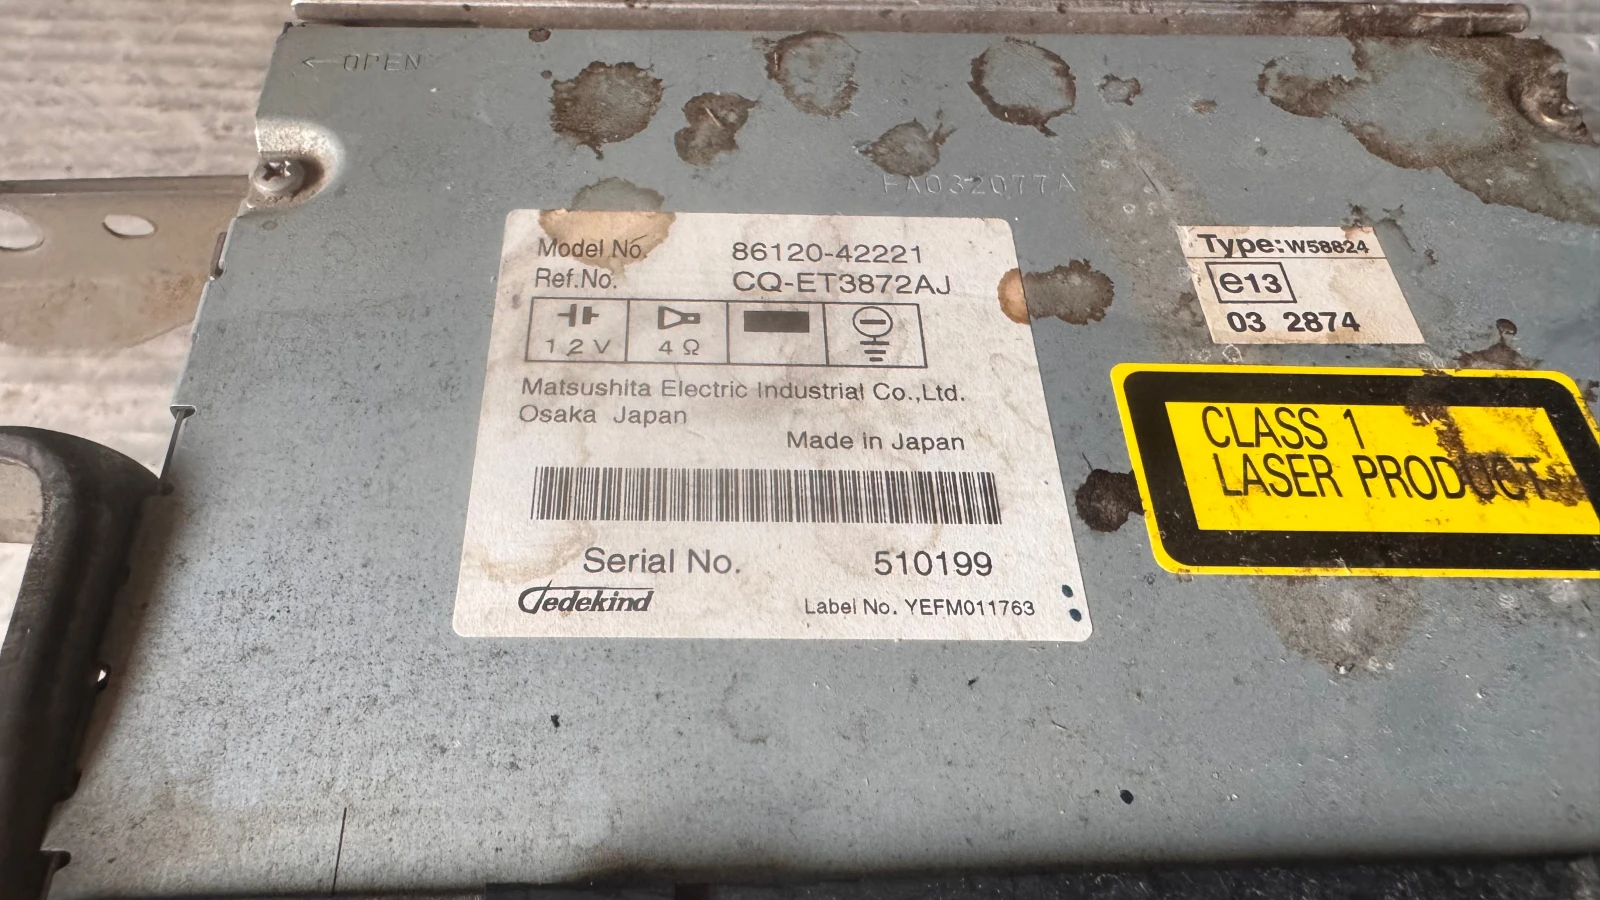 ← OPEN
FA032077A
Model No. 86120-42221
Ref.No. CQ-ET3872AJ
12V 4Ω
Matsushita Electric Industrial Co.,Ltd.
Osaka Japan
Made in Japan
Serial No. 510199
Jedekind Label No. YEFM011763
Type:W58824
e13
03 2874
CLASS 1
LASER PRODUCT